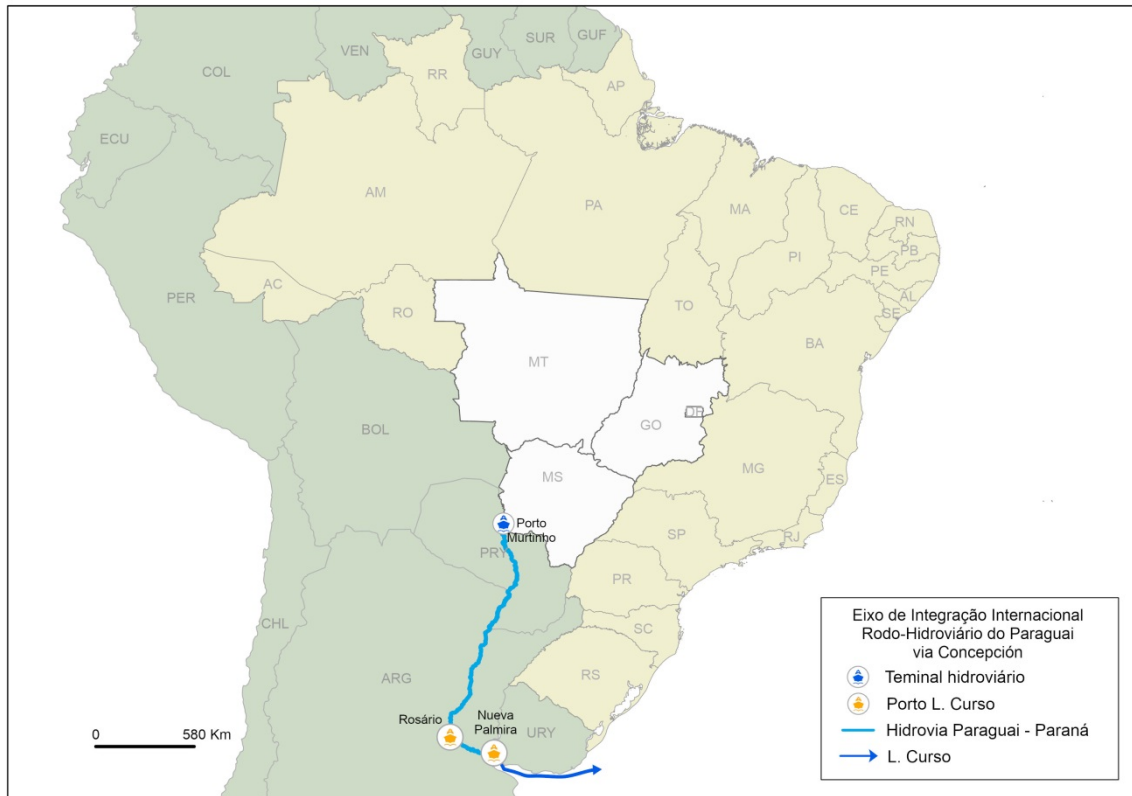 VEN
GUY
SUR
GUF
COL
RR
AP
ECU
AM
PA
MA
CE
RN
PB
PI
PE
AL
SE
AC
PER
RO
TO
BA
MT
BOL
GO
DF
MS
MG
ES
Porto
Murtinho
SP
RJ
PRY
PR
CHL
SC
ARG
RS
Rosário
Nueva
Palmira
URY
0 580 Km
Eixo de Integração Internacional
Rodo-Hidroviário do Paraguai
via Concepción
Teminal hidroviário
Porto L. Curso
Hidrovia Paraguai - Paraná
L. Curso